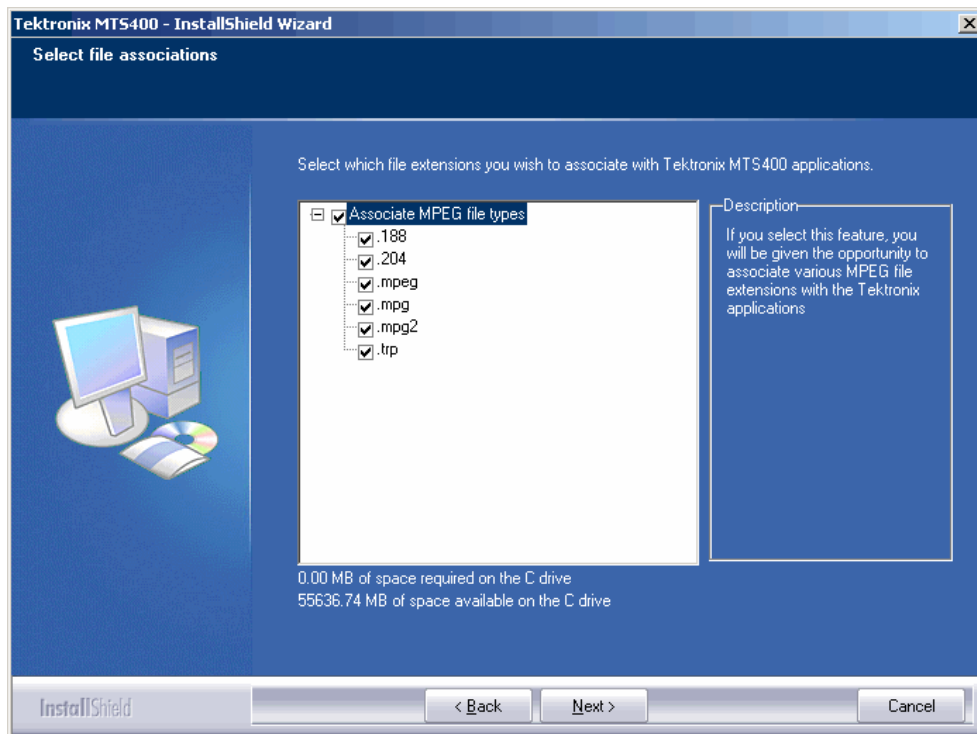 Tektronix MTS400 - InstallShield Wizard
Select file associations
Select which file extensions you wish to associate with Tektronix MTS400 applications.
Associate MPEG file types
.188
.204
.mpeg
.mpg
.mpg2
.trp
Description
If you select this feature, you
will be given the opportunity to
associate various MPEG file
extensions with the Tektronix
applications
0.00 MB of space required on the C drive
55636.74 MB of space available on the C drive
InstallShield
< Back
Next >
Cancel